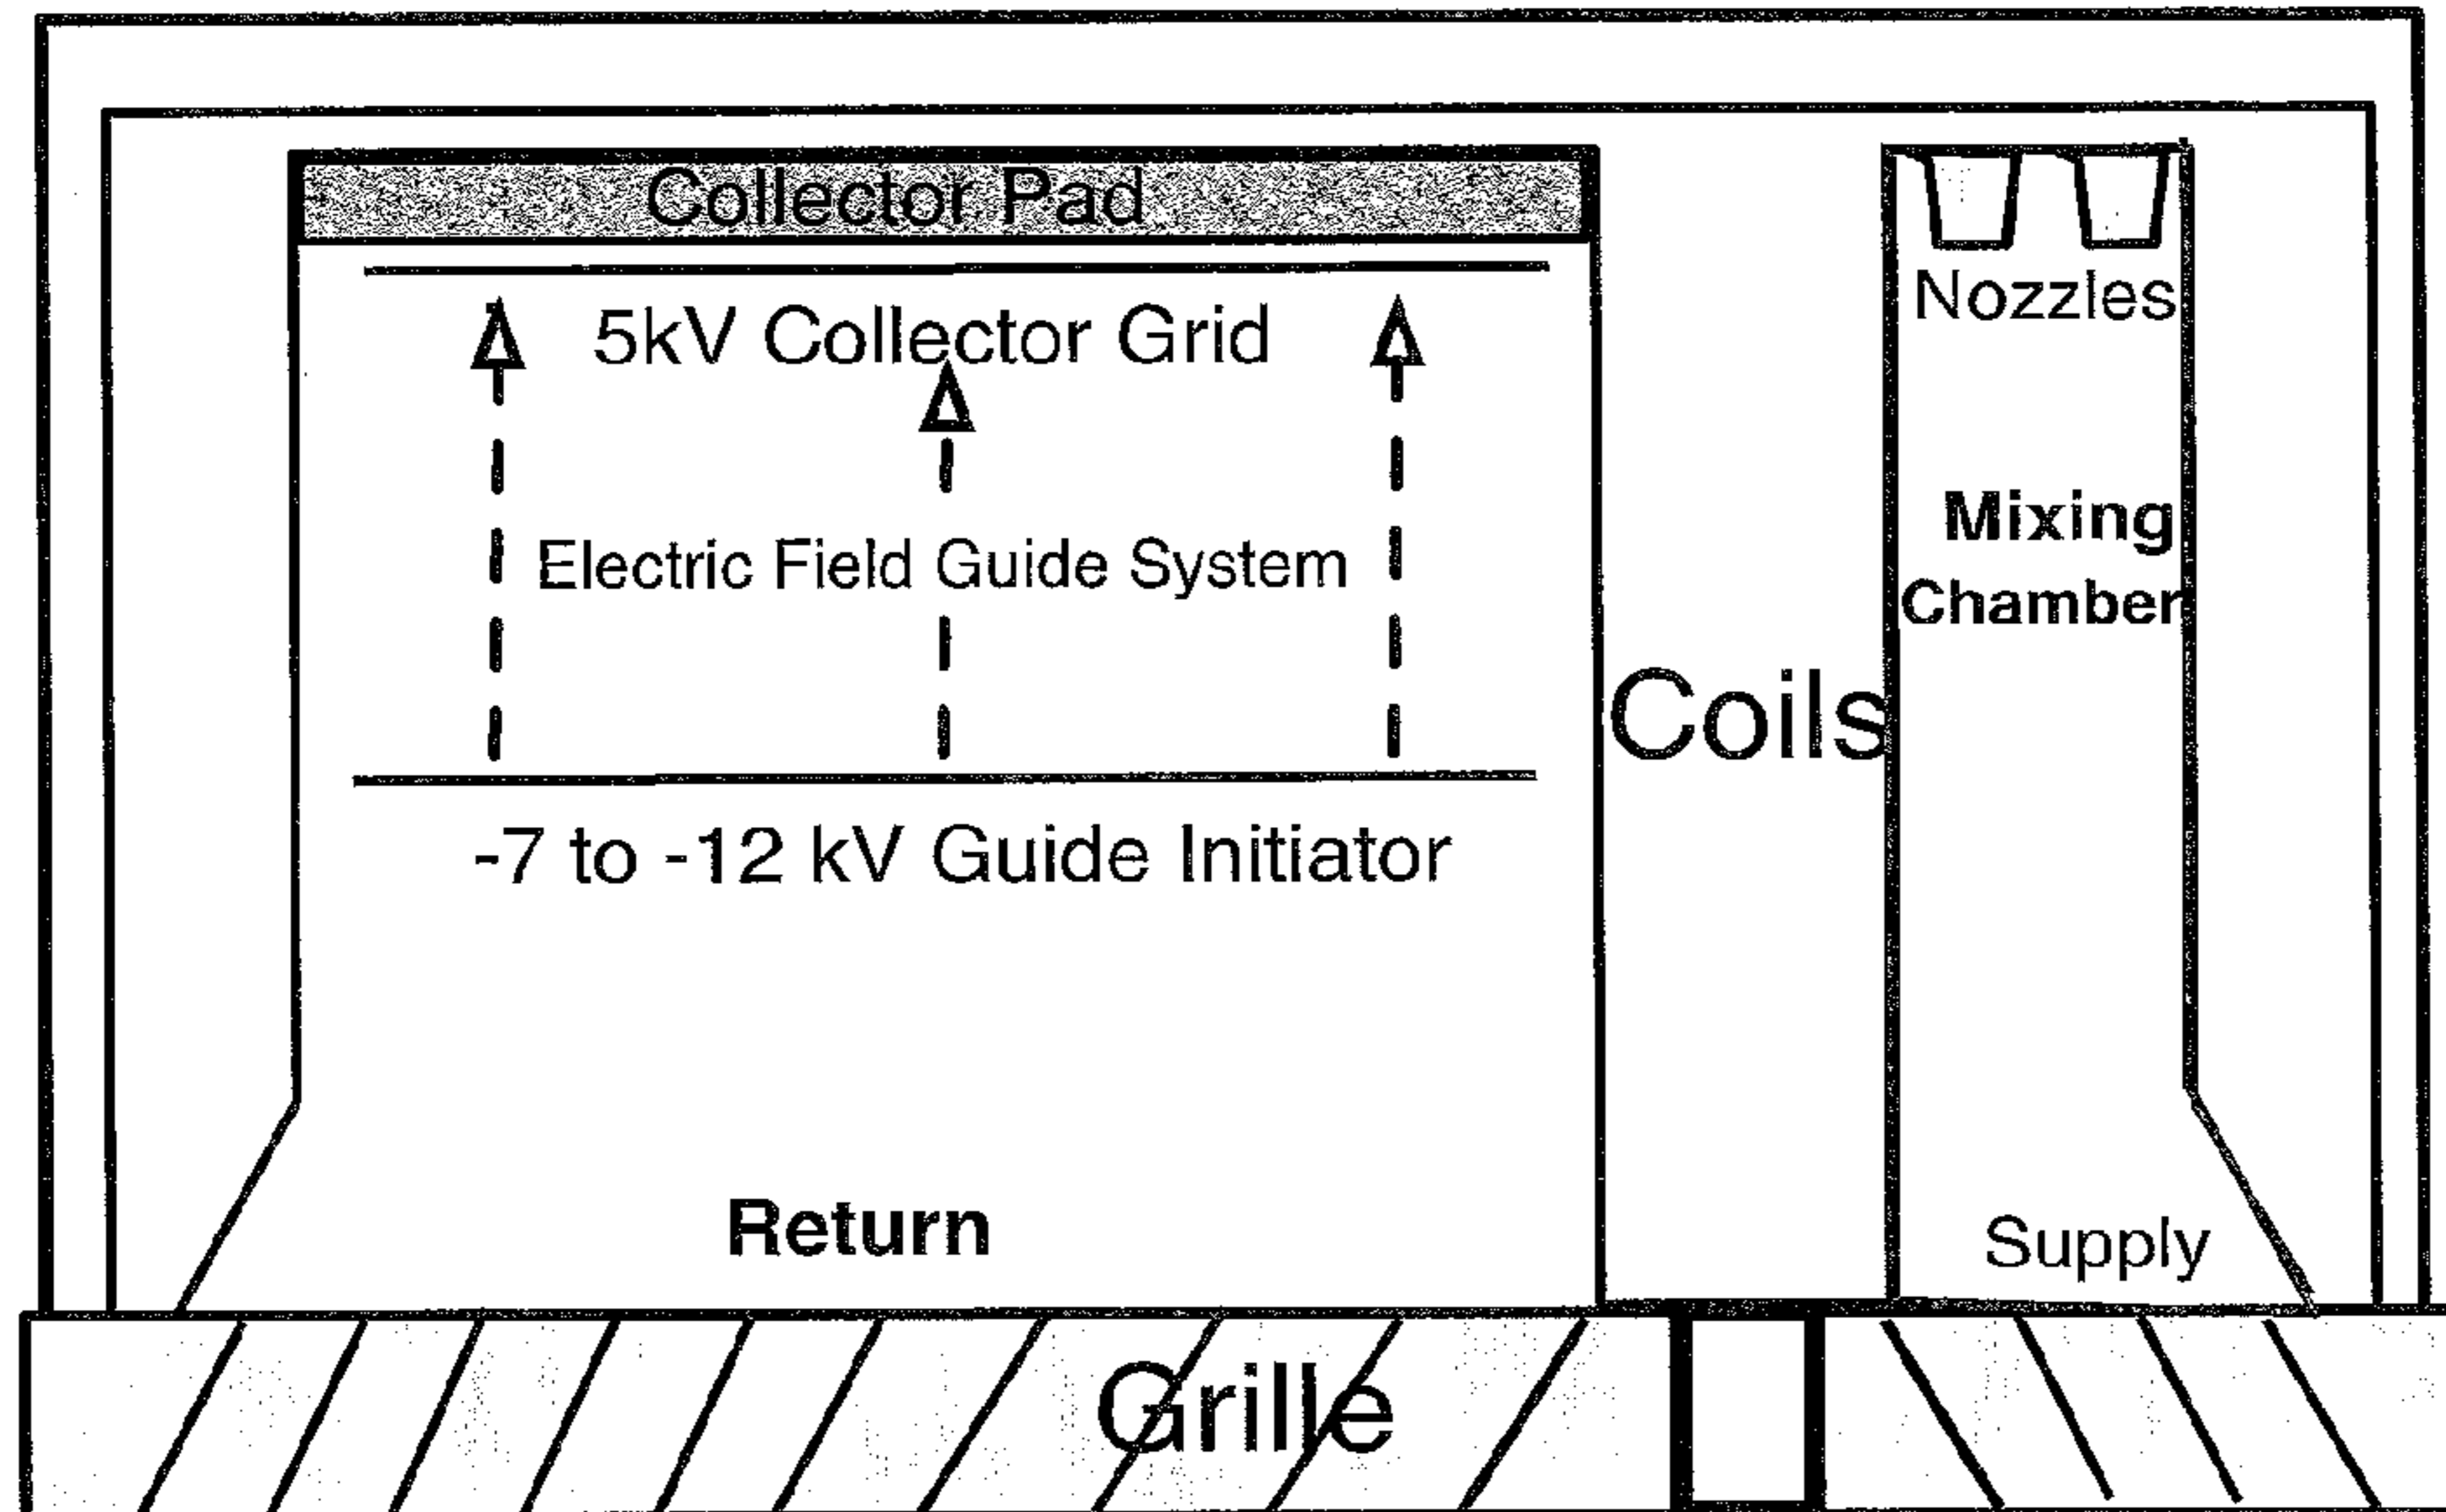 Collector Pad
5kV Collector Grid
Nozzles
Electric Field Guide System
Mixing
Chamber
Coils
-7 to -12 kV Guide Initiator
Return
Supply
Grille